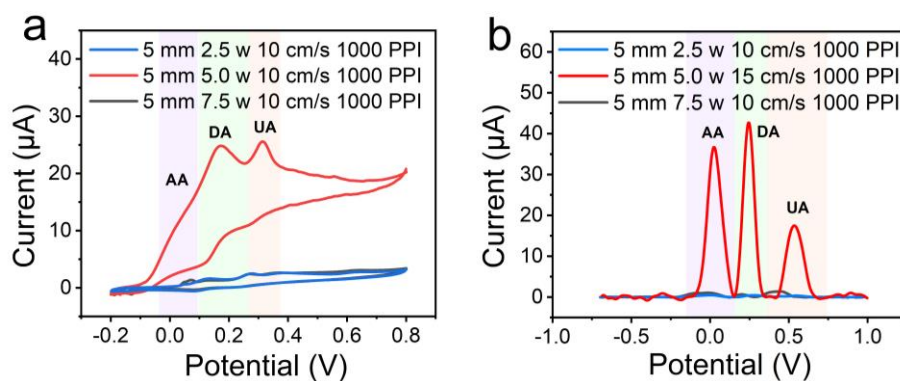 a
5 mm 2.5 w 10 cm/s 1000 PPI
5 mm 5.0 w 10 cm/s 1000 PPI
5 mm 7.5 w 10 cm/s 1000 PPI
AA
DA
UA
Current (µA)
40
30
20
10
0
-0.2
0.0
0.2
0.4
0.6
0.8
Potential (V)
b
5 mm 2.5 w 10 cm/s 1000 PPI
5 mm 5.0 w 15 cm/s 1000 PPI
5 mm 7.5 w 10 cm/s 1000 PPI
AA
DA
UA
Current (µA)
60
50
40
30
20
10
0
-1.0
-0.5
0.0
0.5
1.0
Potential (V)